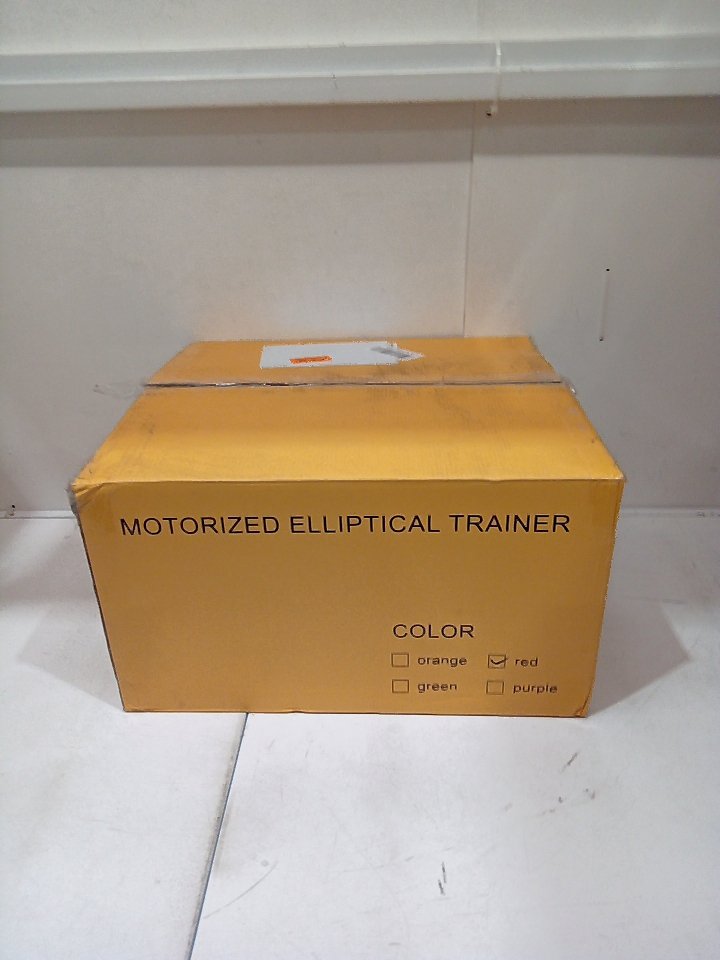 MOTORIZED ELLIPTICAL TRAINER
COLOR
orange red
green purple